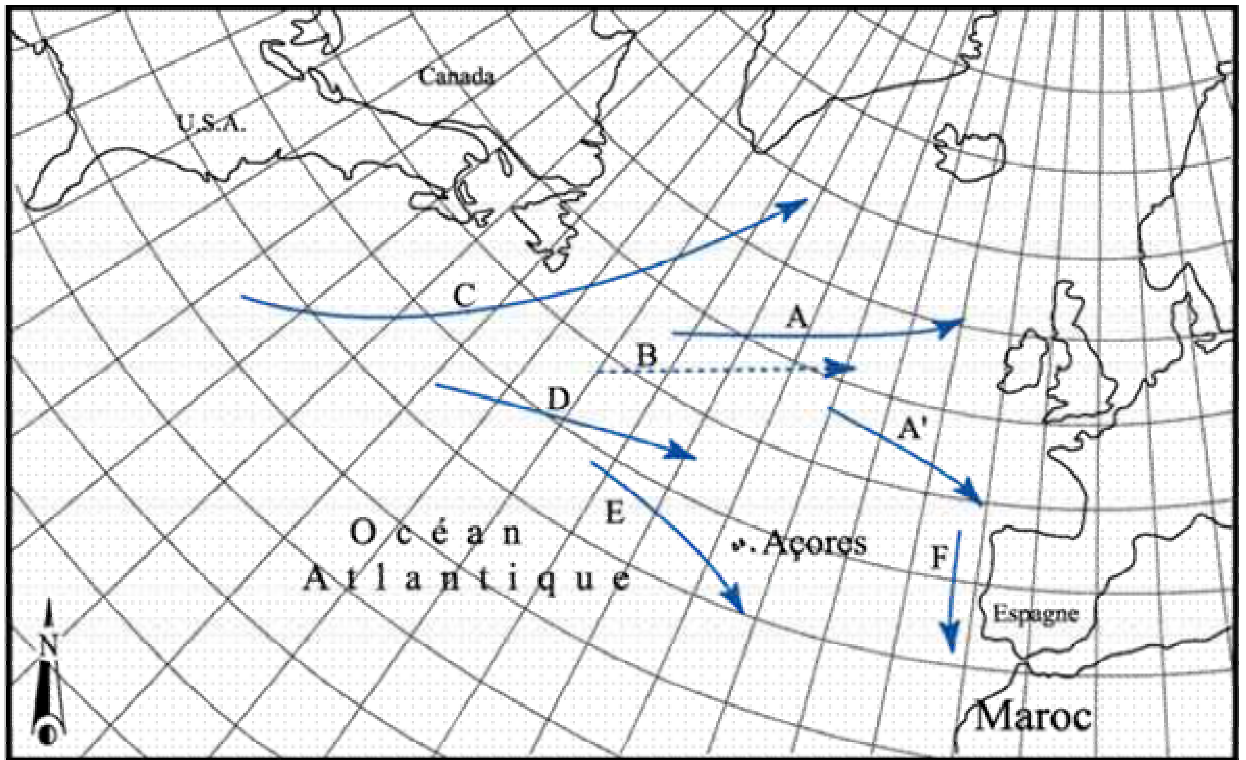 Canada
U.S.A.
C
A
B
D
A'
E
Océan
Atlantique
Açores
F
Espagne
N
Maroc